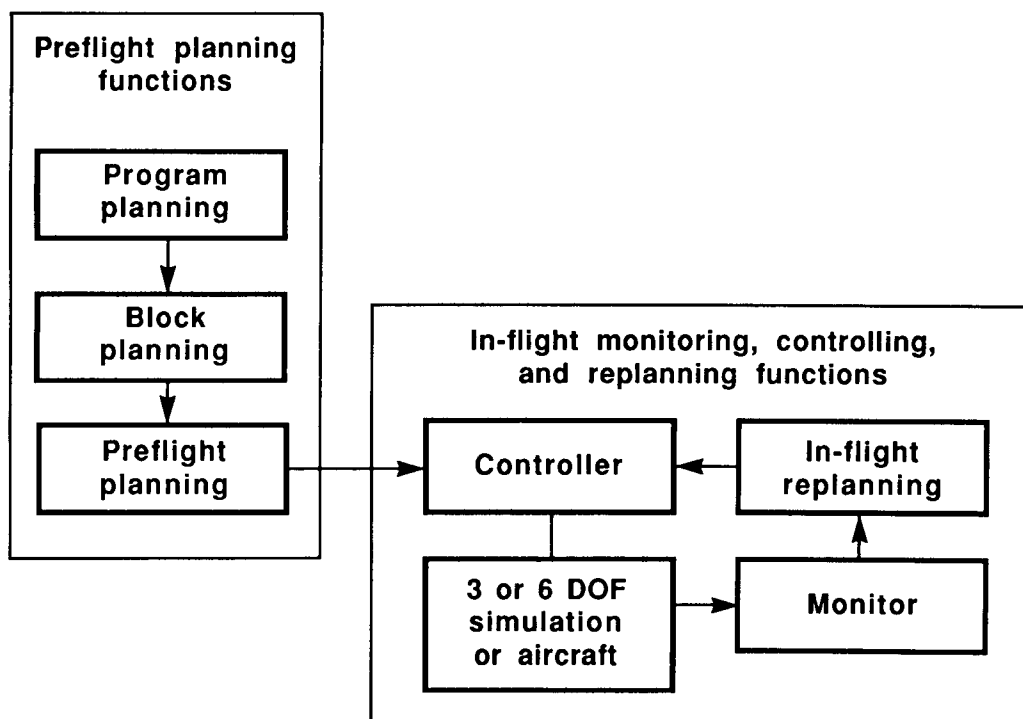 Preflight planning
functions
Program
planning
Block
planning
Preflight
planning
In-flight monitoring, controlling,
and replanning functions
Controller
In-flight
replanning
3 or 6 DOF
simulation
or aircraft
Monitor